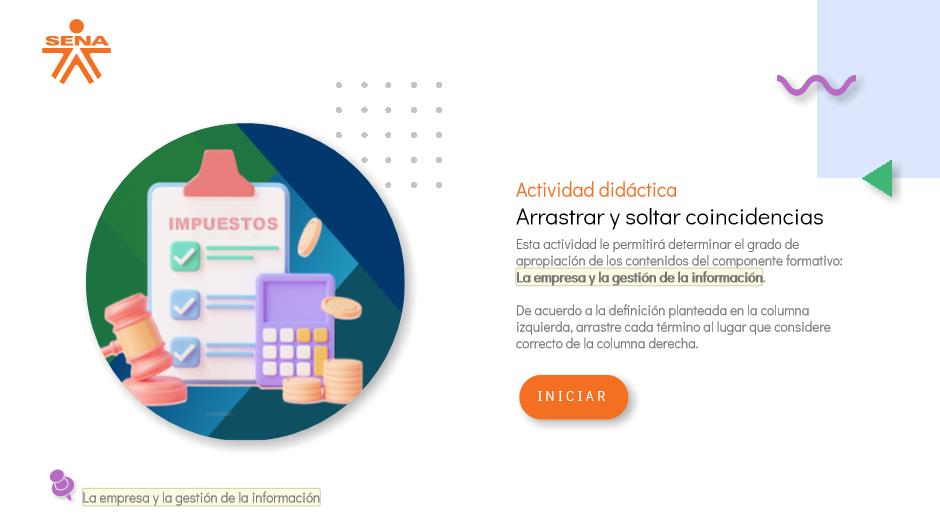 SENA
IMPUESTOS
Actividad didáctica
Arrastrar y soltar coincidencias
Esta actividad le permitirá determinar el grado de
apropiación de los contenidos del componente formativo:
La empresa y la gestión de la información.
De acuerdo a la definición planteada en la columna
izquierda, arrastre cada término al lugar que considere
correcto de la columna derecha.
INICIAR
La empresa y la gestión de la información